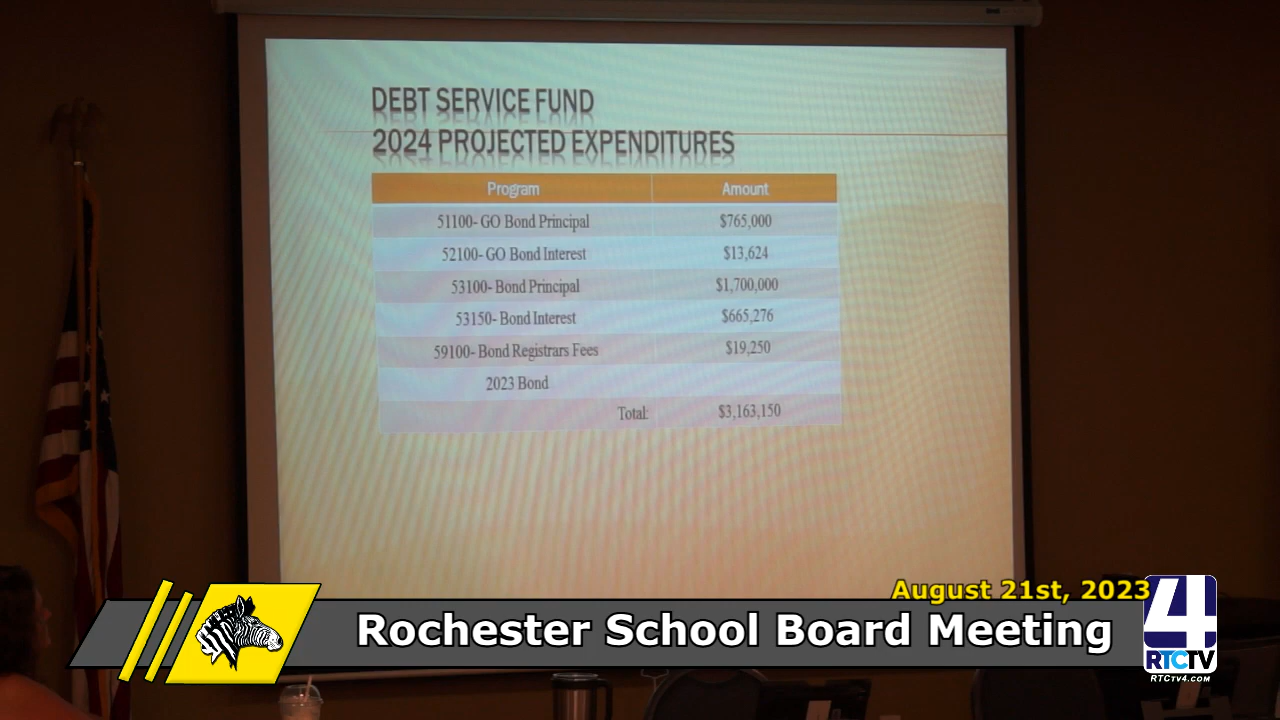 DEBT SERVICE FUND
2024 PROJECTED EXPENDITURES
Program Amount
51100- GO Bond Principal $765,000
52100- GO Bond Interest $13,624
53100- Bond Principal $1,700,000
53150- Bond Interest $665,276
59100- Bond Registrars Fees $19,250
2023 Bond
Total: $3,163,150
August 21st, 2023
Rochester School Board Meeting
4
RTCTV
RTCTV4.COM